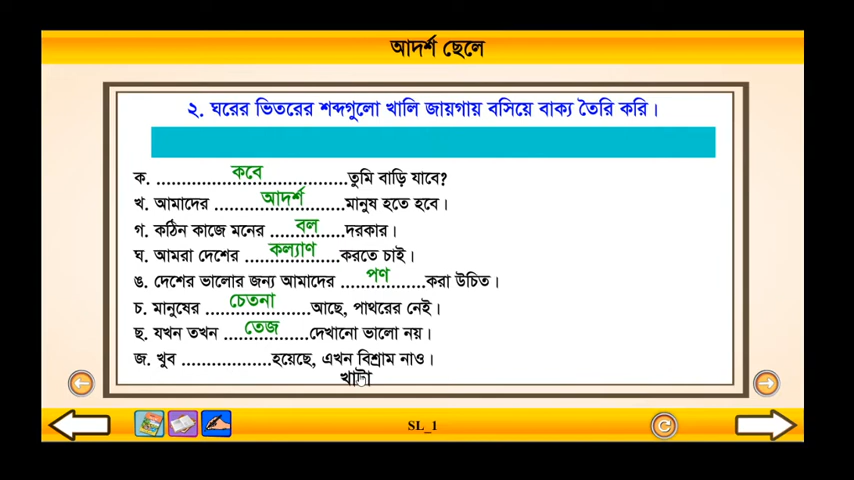 আদর্শ ছেলে
২. ঘরের ভিতরের শব্দগুলো খালি জায়গায় বসিয়ে বাক্য তৈরি করি।
ক. ....................................কবে তুমি বাড়ি যাবে?
খ. আমাদের ........................আদর্শ মানুষ হতে হবে।
গ. কঠিন কাজে মনের ..............বল দরকার।
ঘ. আমরা দেশের ..................কল্যাণ করতে চাই।
ঙ. দেশের ভালোর জন্য আমাদের ................পণ করা উচিত।
চ. মানুষের ....................চেতনা আছে, পাথরের নেই।
ছ. যখন তখন ................তেজ দেখানো ভালো নয়।
জ. খুব .................হয়েছে, এখন বিশ্রাম নাও।
খাটা
SL_1